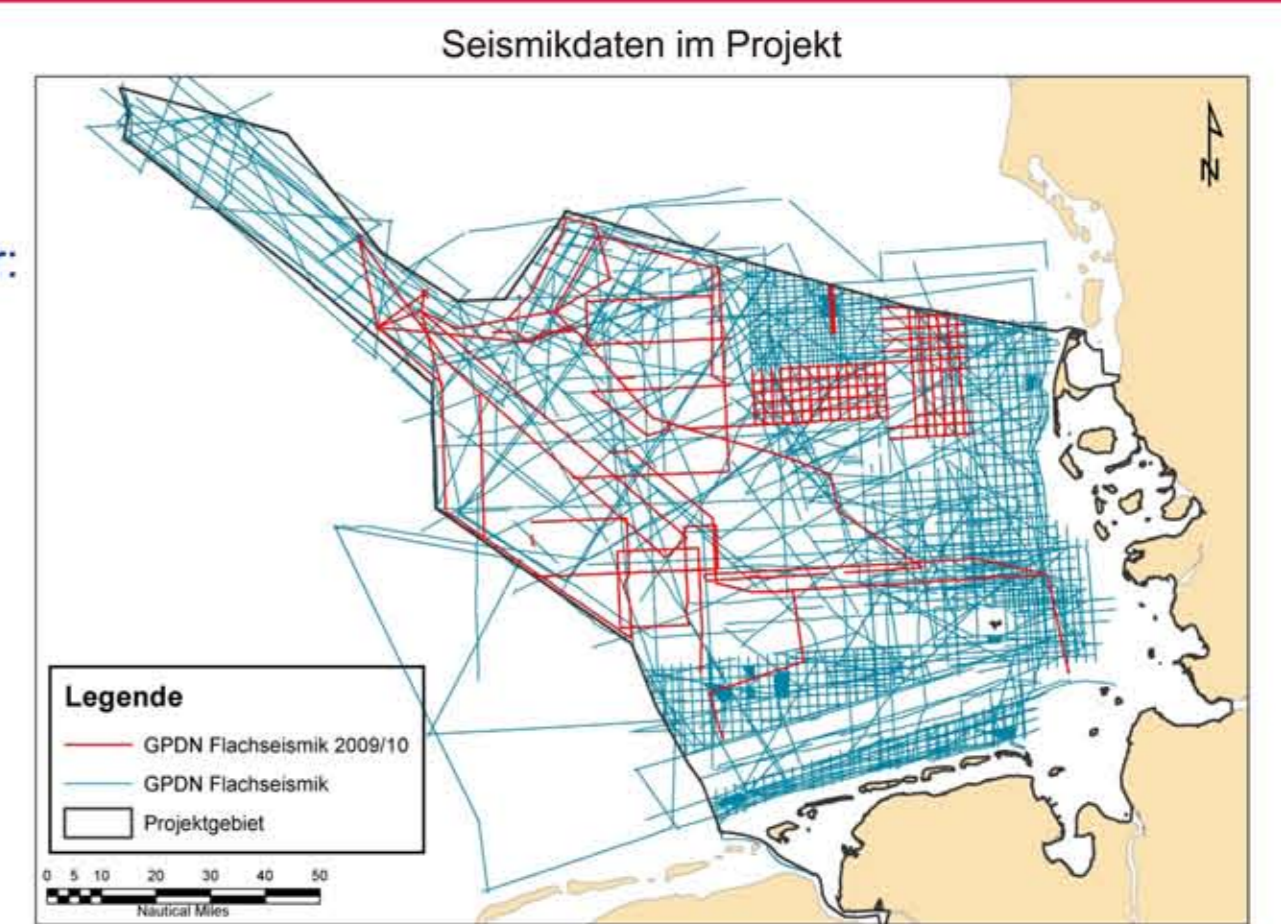 Seismikdaten im Projekt
r:
N
Legende
GPDN Flachseismik 2009/10
GPDN Flachseismik
Projektgebiet
0 5 10 20 30 40 50
Nautical Miles